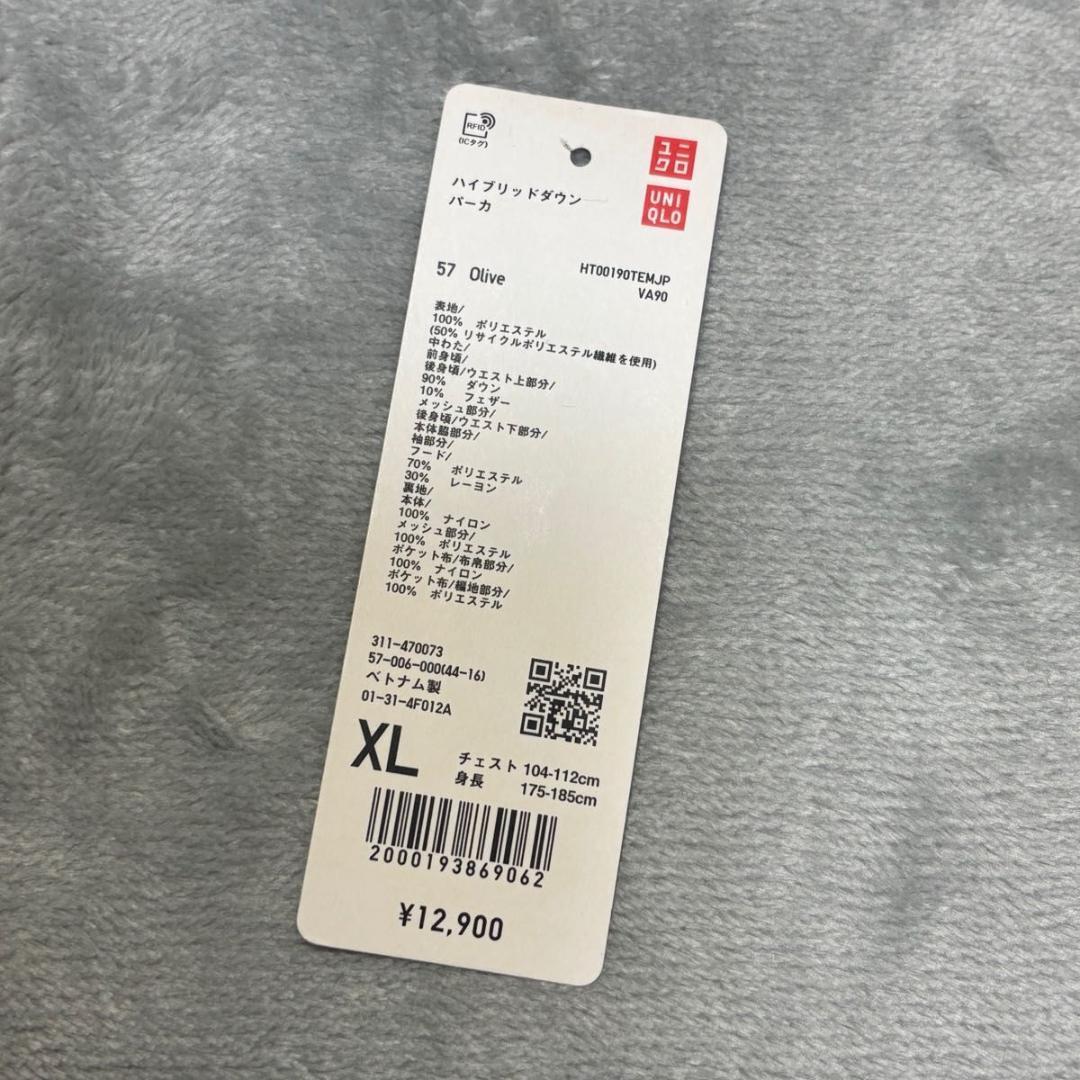 RFID
(ICタグ)
ユニ
クロ
UNI
QLO
ハイブリッドダウン
パーカ
57 Olive
HT00190TEMJP
VA90
表地/
100% ポリエステル
(50% リサイクルポリエステル繊維を使用)
中わた/
前身頃/
後身頃/ウエスト上部分/
90% ダウン
10% フェザー
メッシュ部分/
後身頃/ウエスト下部分/
本体脇部分/
袖部分/
フード/
70% ポリエステル
30% レーヨン
裏地/
本体/
100% ナイロン
メッシュ部分/
100% ポリエステル
ポケット布/布帛部分/
100% ナイロン
ポケット布/編地部分/
100% ポリエステル
311-470073
57-006-000(44-16)
ベトナム製
01-31-4F012A
XL
チェスト 104-112cm
身長 175-185cm
2000193869062
¥12,900